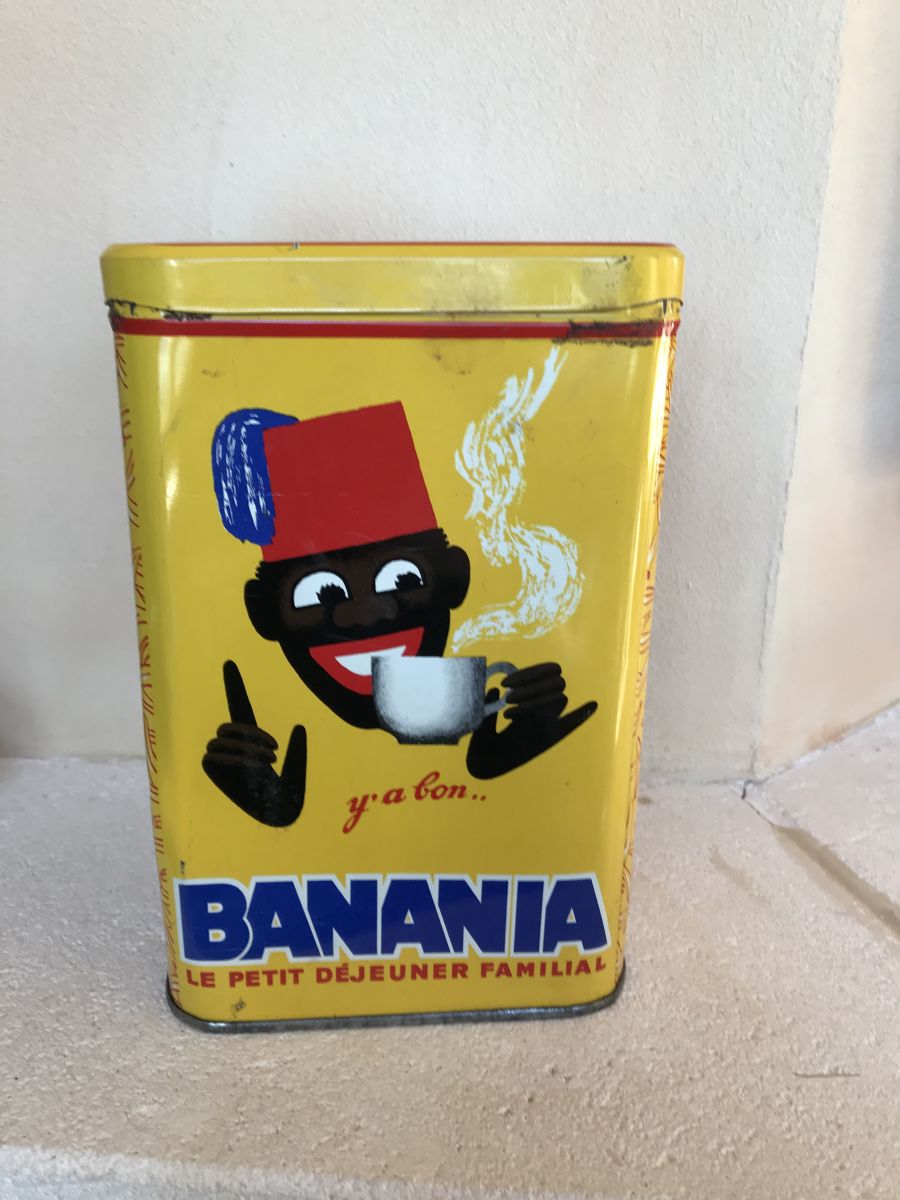 y'a bon..
BANANIA
LE PETIT DÉJEUNER FAMILIAL